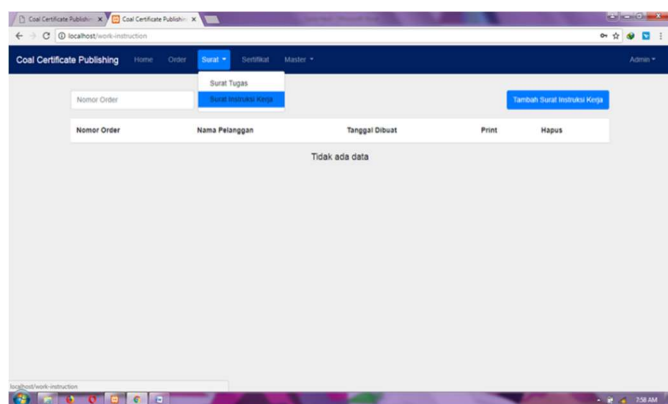 Coal Certificate Publishin × Coal Certificate Publishin ×
localhost/work-instruction
Coal Certificate Publishing Home Order Surat Sertifikat Master Admin
Surat Tugas
Surat Instruksi Kerja
Nomor Order Tambah Surat Instruksi Kerja
Nomor Order Nama Pelanggan Tanggal Dibuat Print Hapus
Tidak ada data
localhost/work-instruction
7:58 AM